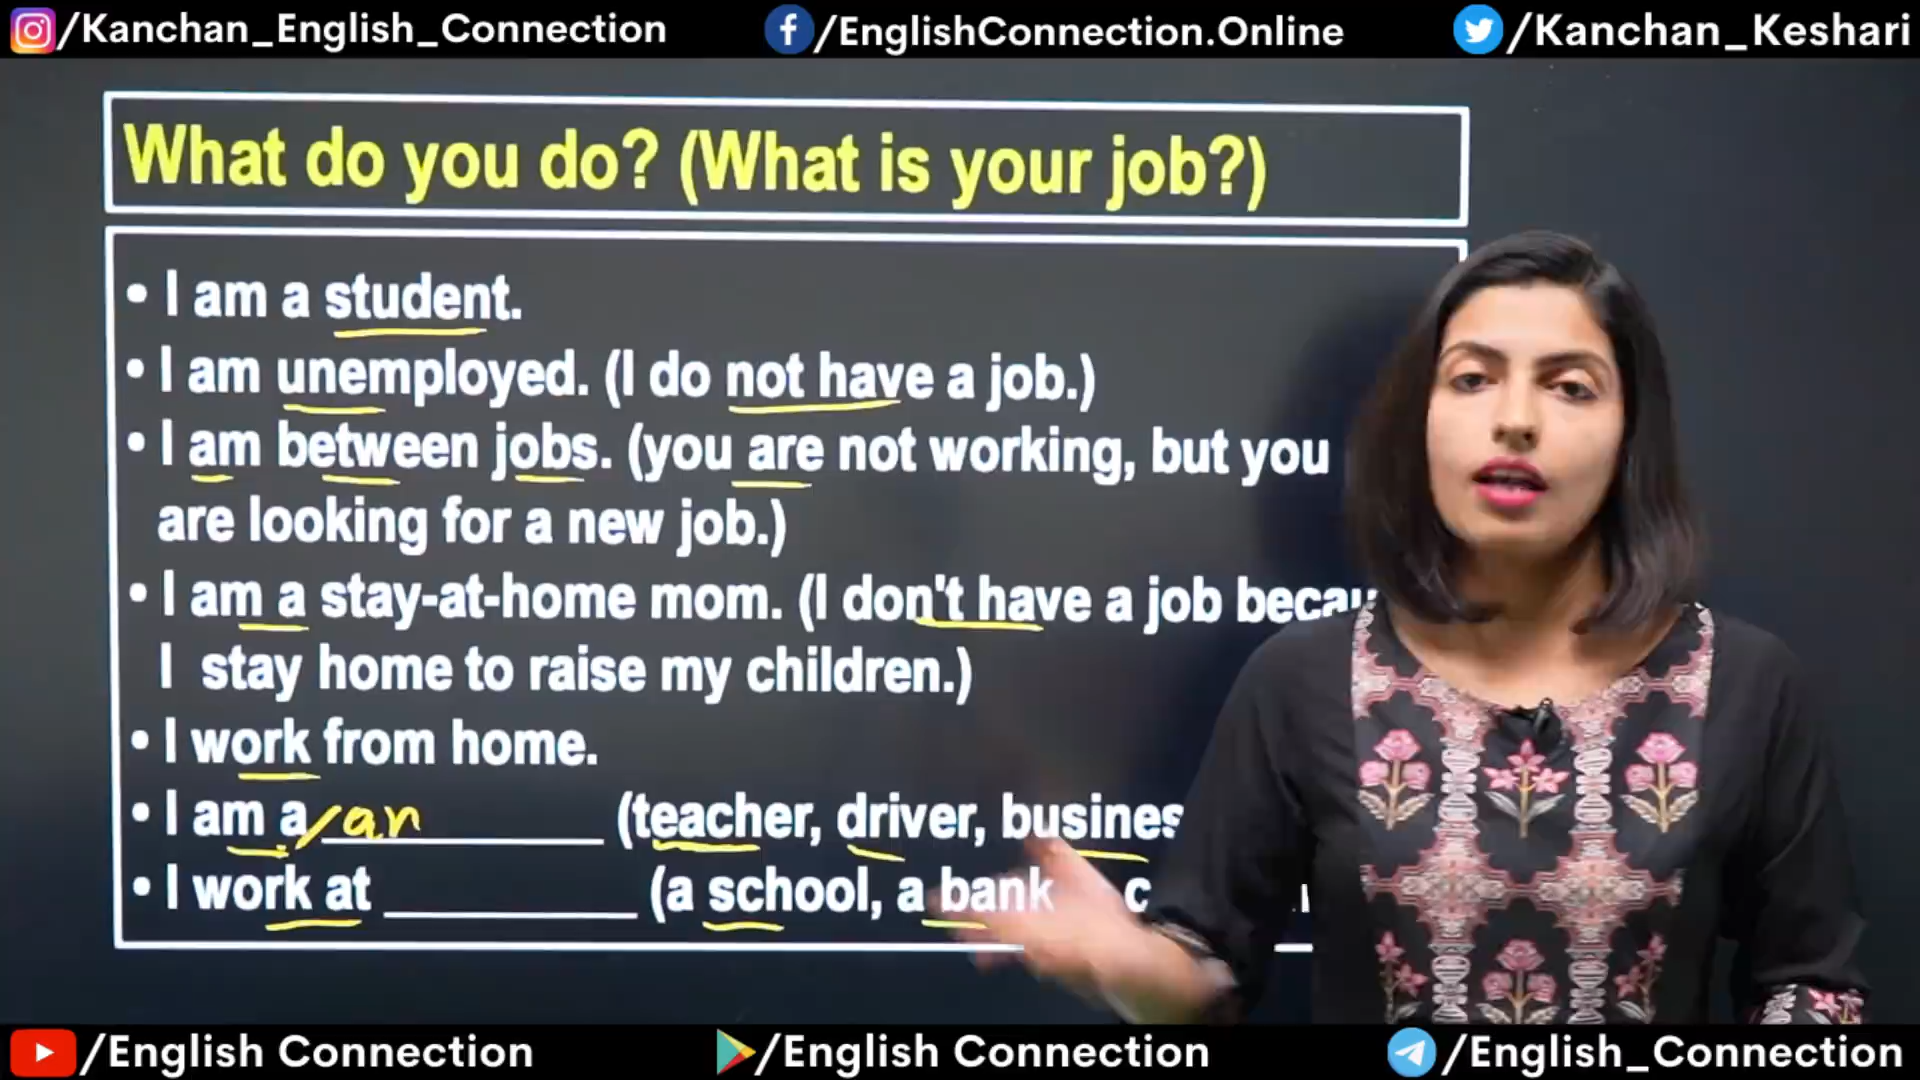 /Kanchan_English_Connection /EnglishConnection.Online /Kanchan_Keshari
What do you do? (What is your job?)
• I am a student.
• I am unemployed. (I do not have a job.)
• I am between jobs. (you are not working, but you
are looking for a new job.)
• I am a stay-at-home mom. (I don't have a job
I stay home to raise my children.)
• I work from home.
• I am a/an ________ (teacher, driver,
• I work at ________ (a school, a bank
/English Connection /English Connection /English_Connection